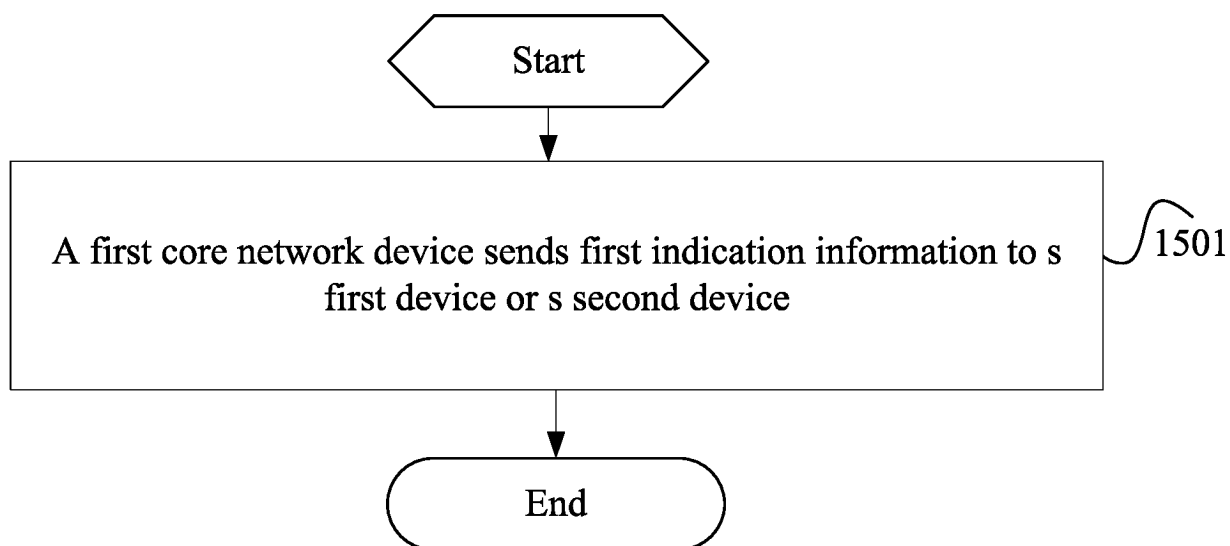 Start
A first core network device sends first indication information to s
first device or s second device
1501
End